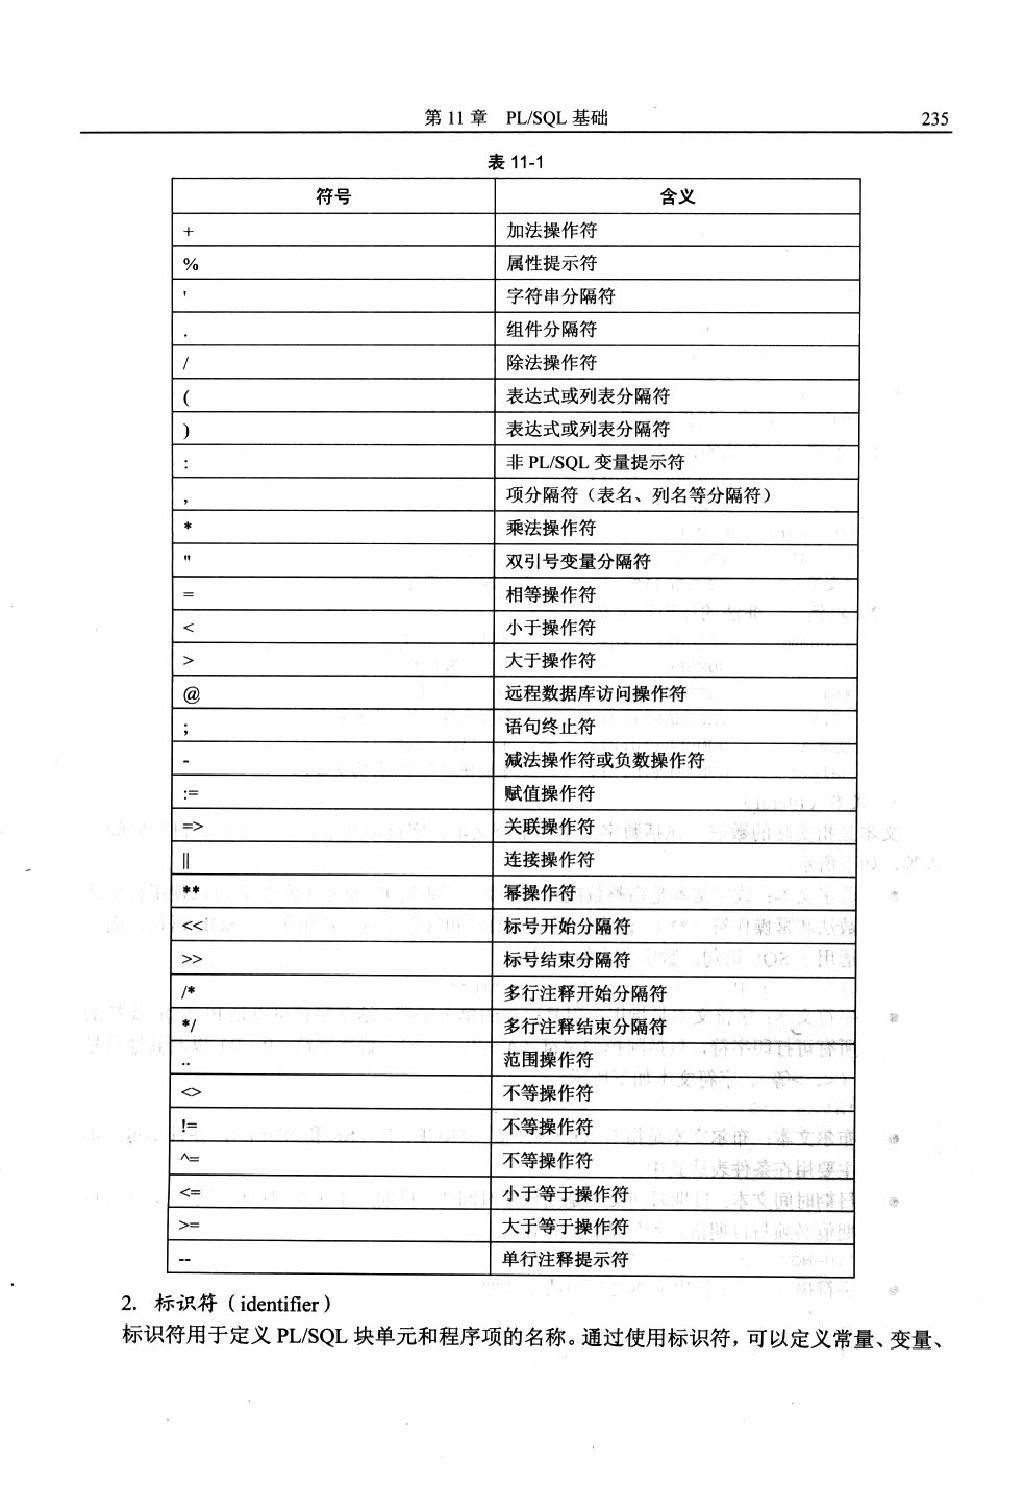 第 11 章 PL/SQL 基础 235
表 11-1
符号 含义
+ 加法操作符
% 属性提示符
' 字符串分隔符
. 组件分隔符
/ 除法操作符
( 表达式或列表分隔符
) 表达式或列表分隔符
: 非 PL/SQL 变量提示符
, 项分隔符（表名、列名等分隔符）
* 乘法操作符
" 双引号变量分隔符
= 相等操作符
< 小于操作符
> 大于操作符
@ 远程数据库访问操作符
; 语句终止符
- 减法操作符或负数操作符
:= 赋值操作符
=> 关联操作符
|| 连接操作符
** 幂操作符
<< 标号开始分隔符
>> 标号结束分隔符
/* 多行注释开始分隔符
*/ 多行注释结束分隔符
.. 范围操作符
<> 不等操作符
!= 不等操作符
^= 不等操作符
<= 小于等于操作符
>= 大于等于操作符
-- 单行注释提示符
2. 标识符（identifier）
标识符用于定义 PL/SQL 块单元和程序项的名称。通过使用标识符，可以定义常量、变量、